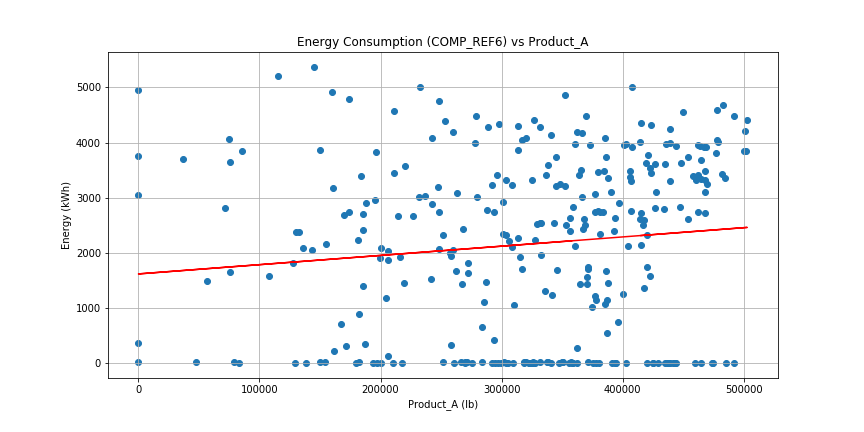 Energy Consumption (COMP_REF6) vs Product_A
5000
4000
3000
2000
1000
0
Energy (kWh)
0 100000 200000 300000 400000 500000
Product_A (lb)